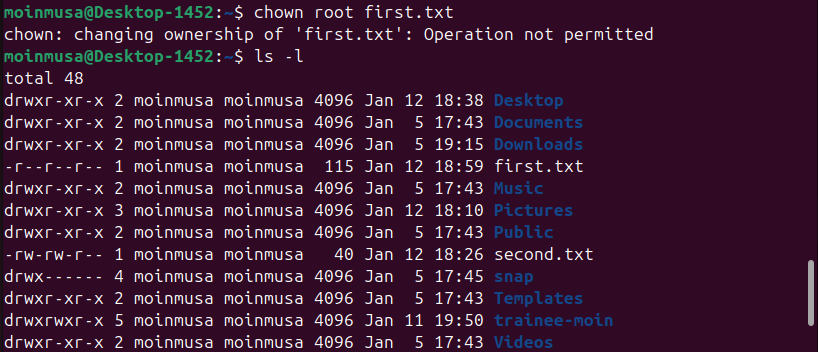 moinmusa@Desktop-1452:~$ chown root first.txt
chown: changing ownership of 'first.txt': Operation not permitted
moinmusa@Desktop-1452:~$ ls -l
total 48
drwxr-xr-x 2 moinmusa moinmusa 4096 Jan 12 18:38 Desktop
drwxr-xr-x 2 moinmusa moinmusa 4096 Jan  5 17:43 Documents
drwxr-xr-x 2 moinmusa moinmusa 4096 Jan  5 19:15 Downloads
-r--r--r-- 1 moinmusa moinmusa  115 Jan 12 18:59 first.txt
drwxr-xr-x 2 moinmusa moinmusa 4096 Jan  5 17:43 Music
drwxr-xr-x 3 moinmusa moinmusa 4096 Jan 12 18:10 Pictures
drwxr-xr-x 2 moinmusa moinmusa 4096 Jan  5 17:43 Public
-rw-rw-r-- 1 moinmusa moinmusa   40 Jan 12 18:26 second.txt
drwx------ 4 moinmusa moinmusa 4096 Jan  5 17:45 snap
drwxr-xr-x 2 moinmusa moinmusa 4096 Jan  5 17:43 Templates
drwxrwxr-x 5 moinmusa moinmusa 4096 Jan 11 19:50 trainee-moin
drwxr-xr-x 2 moinmusa moinmusa 4096 Jan  5 17:43 Videos